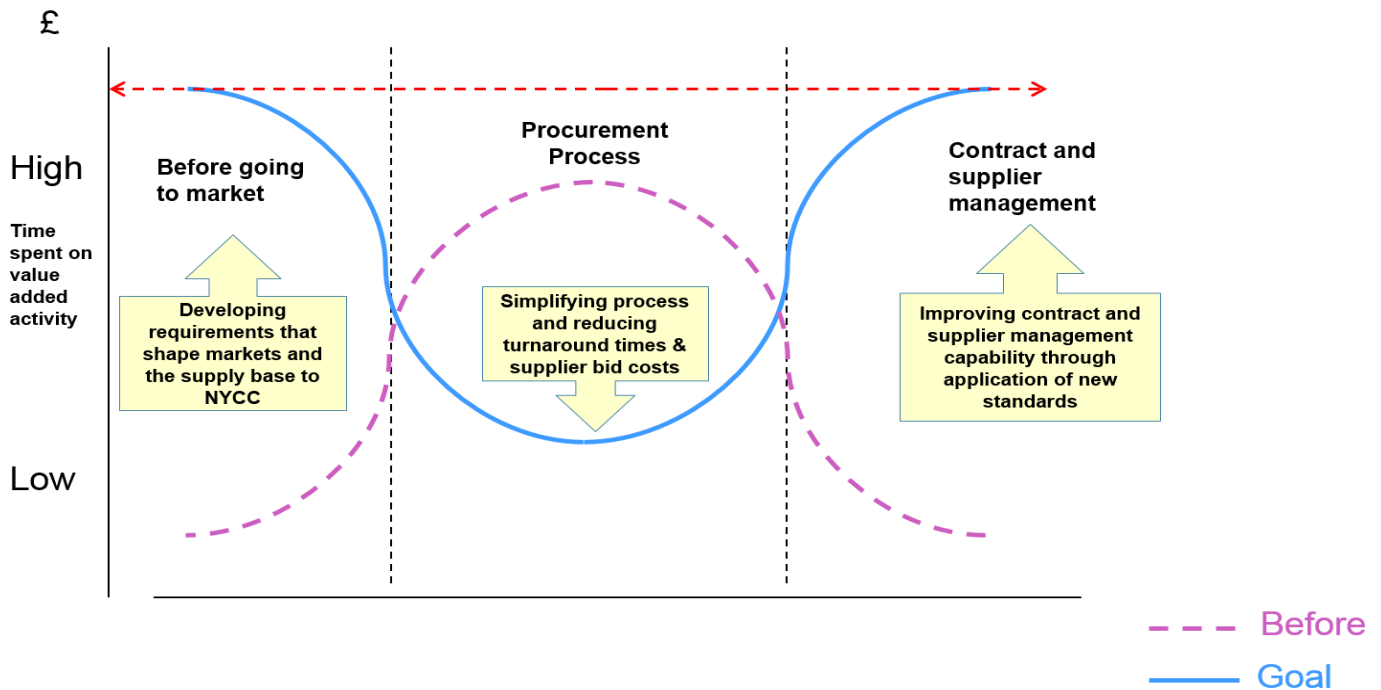 £
High
Time
spent on
value
added
activity
Low
Before going
to market
Developing
requirements that
shape markets and
the supply base to
NYCC
Procurement
Process
Simplifying process
and reducing
turnaround times &
supplier bid costs
Contract and
supplier
management
Improving contract and
supplier management
capability through
application of new
standards
Before
Goal